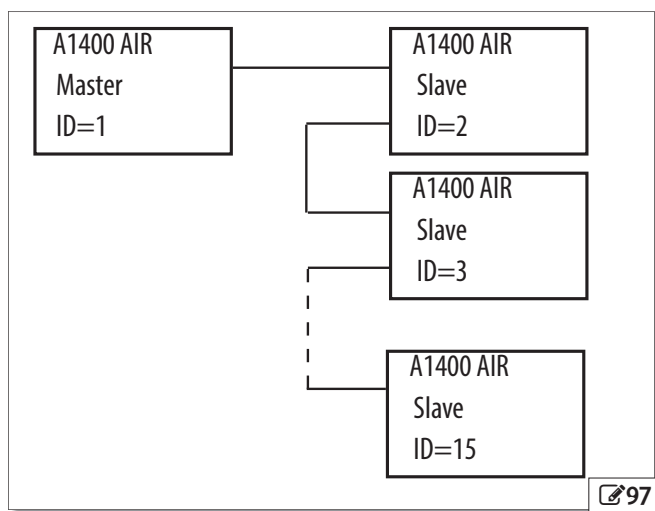 A1400 AIR
Master
ID=1
A1400 AIR
Slave
ID=2
A1400 AIR
Slave
ID=3
A1400 AIR
Slave
ID=15
97